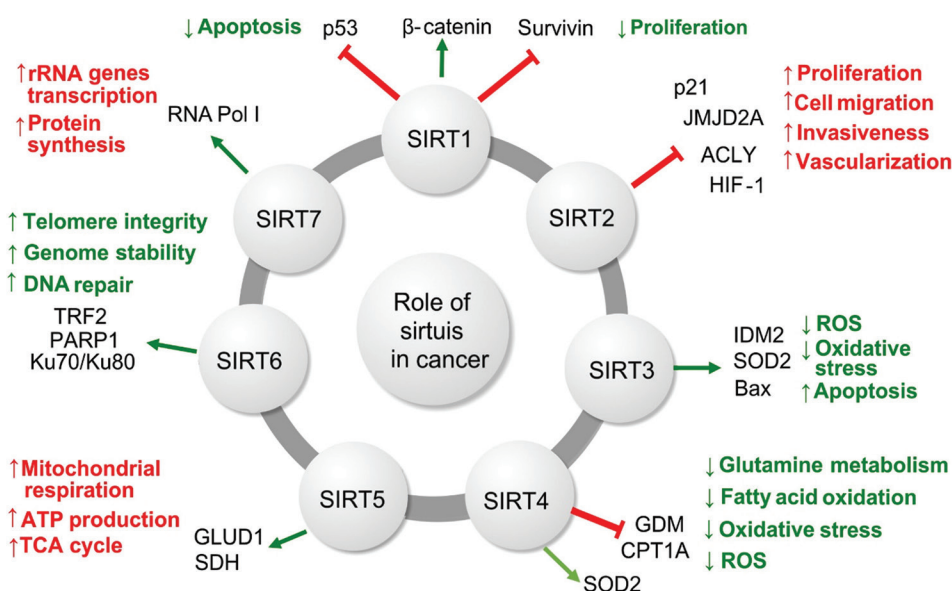 ↓ Apoptosis
p53
β-catenin
Survivin
↓ Proliferation
↑ rRNA genes
transcription
↑ Protein
synthesis
RNA Pol I
SIRT1
p21
JMJD2A
ACLY
HIF-1
↑ Proliferation
↑ Cell migration
↑ Invasiveness
↑ Vascularization
SIRT7
SIRT2
↑ Telomere integrity
↑ Genome stability
↑ DNA repair
TRF2
PARP1
Ku70/Ku80
SIRT6
Role of
sirtuis
in cancer
SIRT3
IDM2
SOD2
Bax
↓ ROS
↓ Oxidative
stress
↑ Apoptosis
↑ Mitochondrial
respiration
↑ ATP production
↑ TCA cycle
GLUD1
SDH
SIRT5
SIRT4
GDM
CPT1A
SOD2
↓ Glutamine metabolism
↓ Fatty acid oxidation
↓ Oxidative stress
↓ ROS